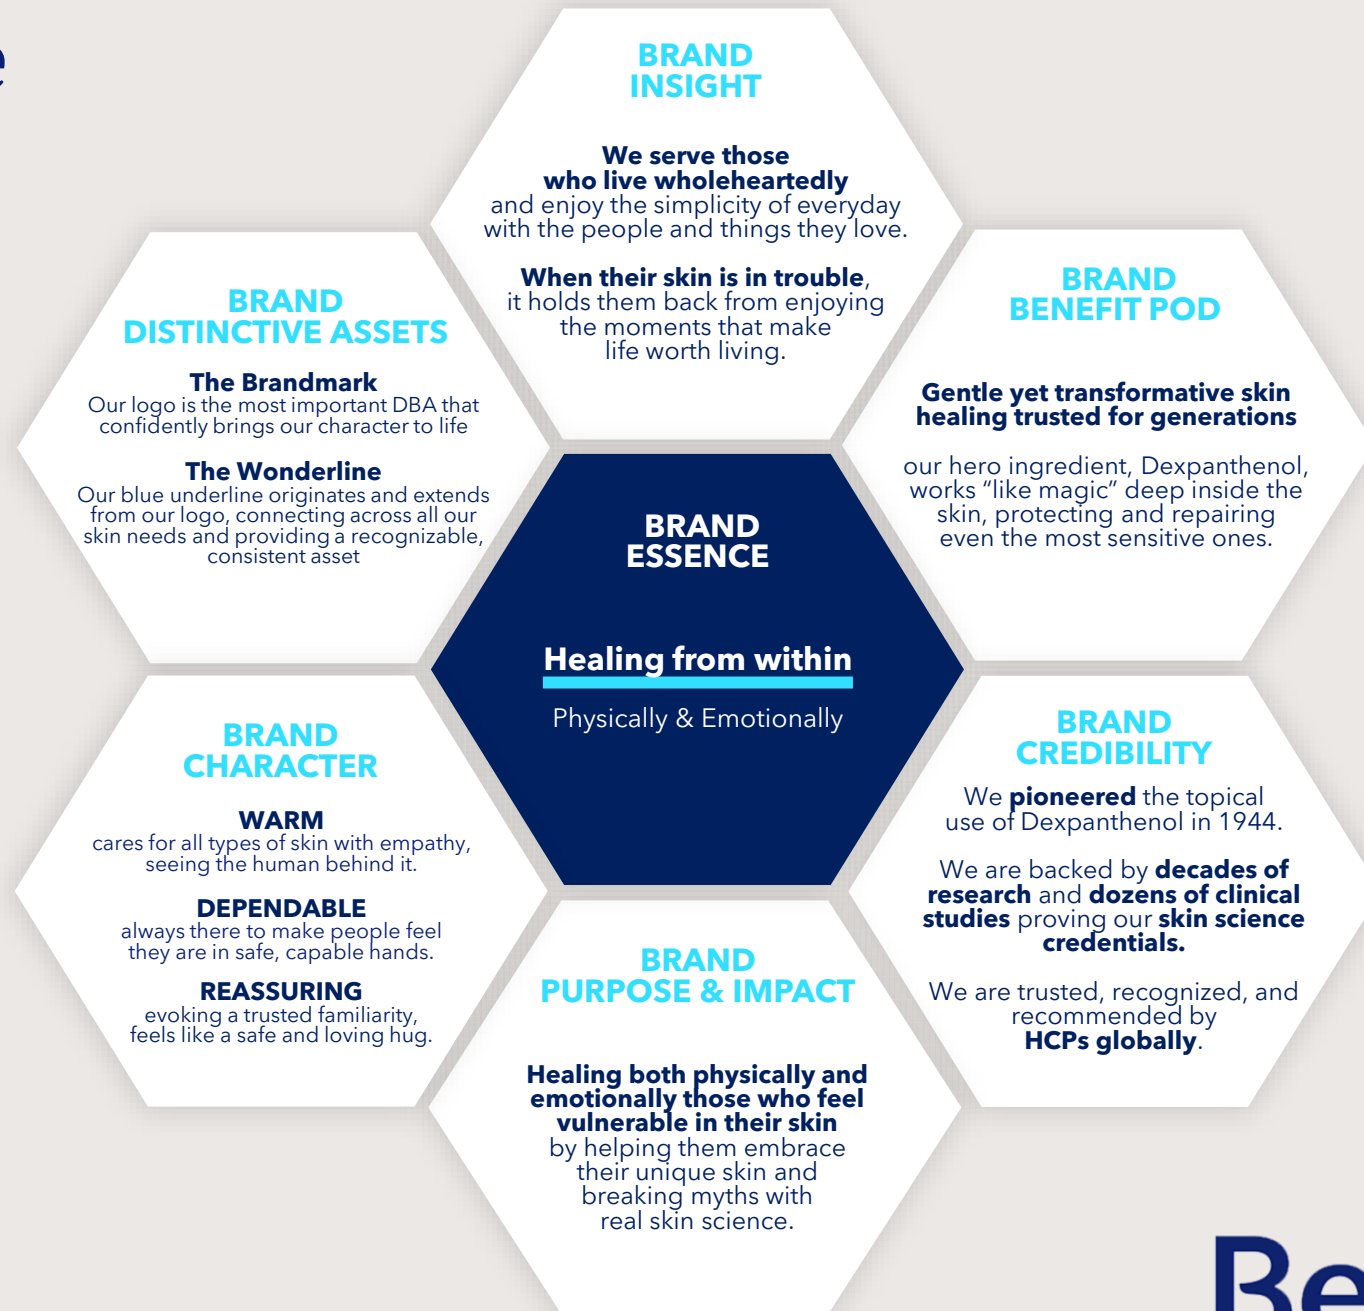 e
BRAND
INSIGHT
We serve those
who live wholeheartedly
and enjoy the simplicity of everyday
with the people and things they love.
When their skin is in trouble,
it holds them back from enjoying
the moments that make
life worth living.
BRAND
DISTINCTIVE ASSETS
The Brandmark
Our logo is the most important DBA that
confidently brings our character to life
The Wonderline
Our blue underline originates and extends
from our logo, connecting across all our
skin needs and providing a recognizable,
consistent asset
BRAND
BENEFIT POD
Gentle yet transformative skin
healing trusted for generations
our hero ingredient, Dexpanthenol,
works “like magic” deep inside the
skin, protecting and repairing
even the most sensitive ones.
BRAND
ESSENCE
Healing from within
Physically & Emotionally
BRAND
CHARACTER
WARM
cares for all types of skin with empathy,
seeing the human behind it.
DEPENDABLE
always there to make people feel
they are in safe, capable hands.
REASSURING
evoking a trusted familiarity,
feels like a safe and loving hug.
BRAND
CREDIBILITY
We pioneered the topical
use of Dexpanthenol in 1944.
We are backed by decades of
research and dozens of clinical
studies proving our skin science
credentials.
We are trusted, recognized, and
recommended by
HCPs globally.
BRAND
PURPOSE & IMPACT
Healing both physically and
emotionally those who feel
vulnerable in their skin
by helping them embrace
their unique skin and
breaking myths with
real skin science.
Be